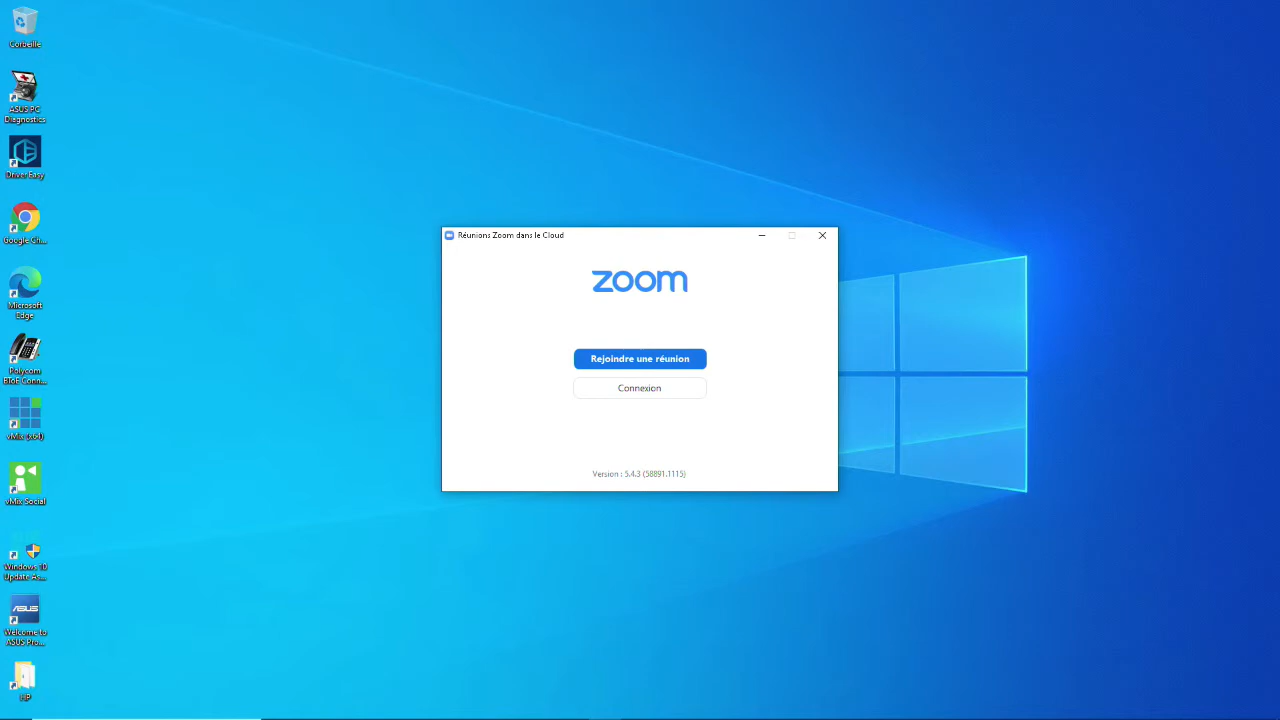 Corbeille
ASUS PC
Diagnostics
Driver Easy
Google Ch...
Microsoft
Edge
Polycom
BToE Conn...
vMix (x64)
vMix Social
Windows 10
Update As...
ASUS
Welcome to
ASUS Pro...
HP
Réunions Zoom dans le Cloud
zoom
Rejoindre une réunion
Connexion
Version : 5.4.3 (58891.1115)